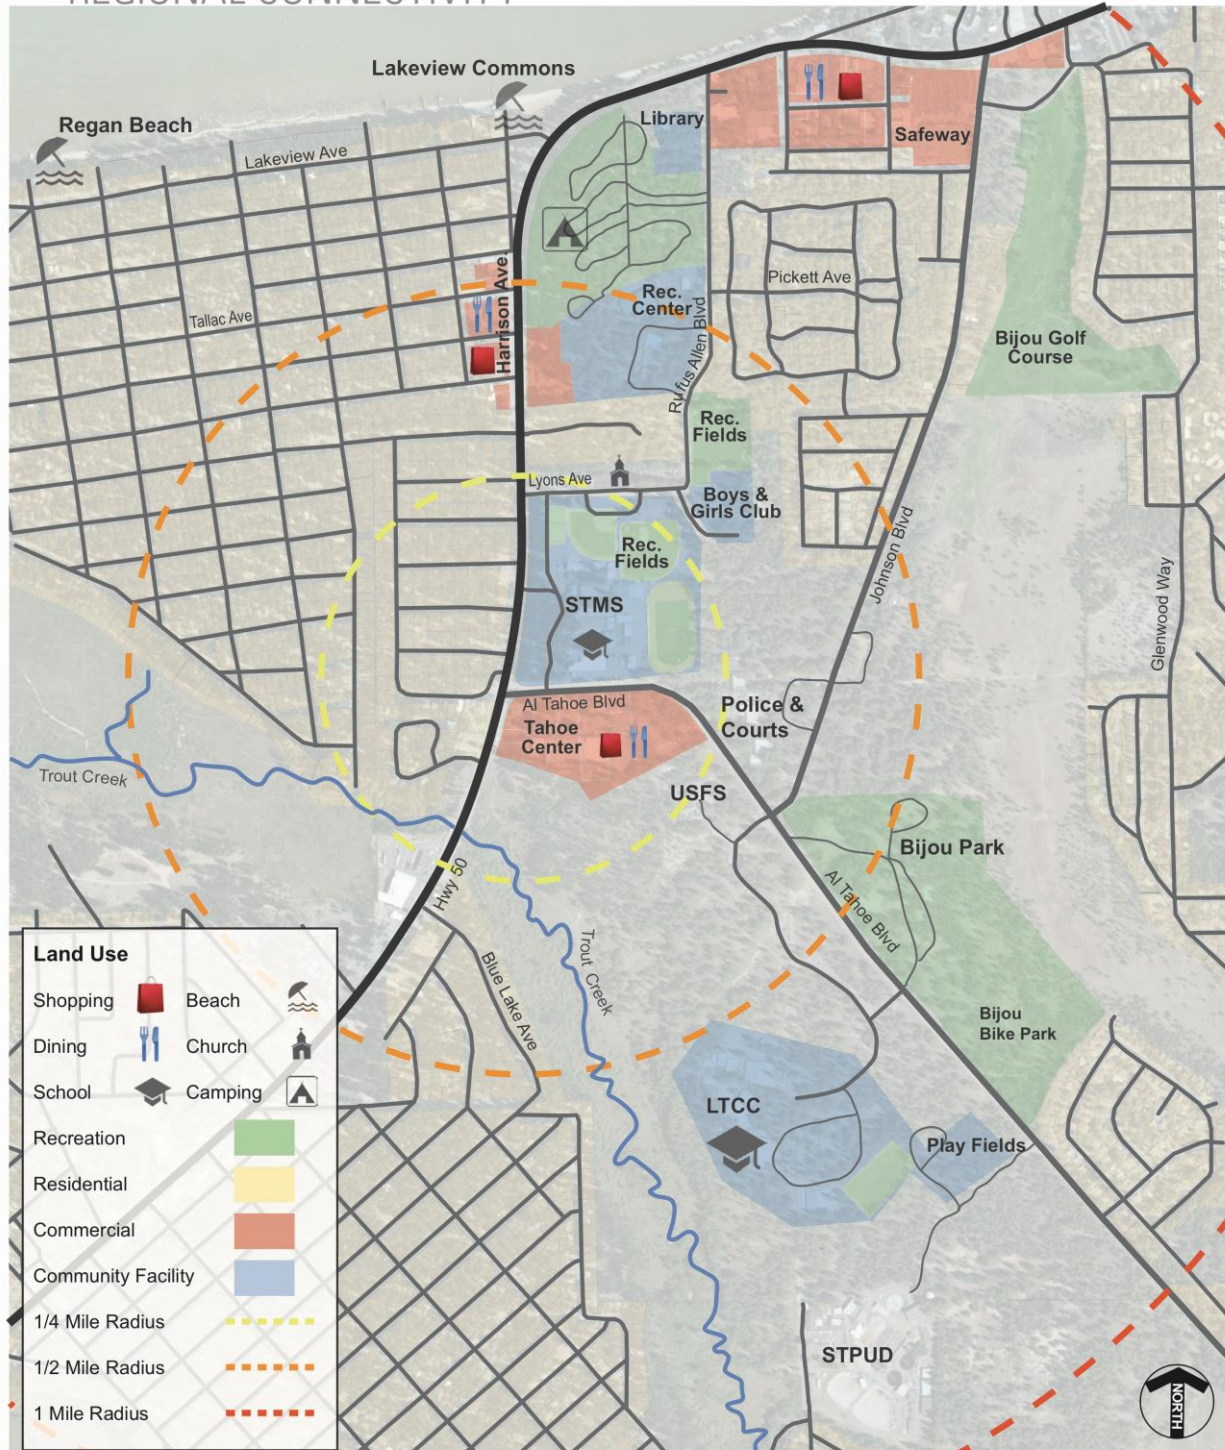 REGIONAL CONNECTIVITY
Lakeview Commons
Regan Beach
Lakeview Ave
Library
Safeway
Harrison Ave.
Tallac Ave
Rec.
Center
Pickett Ave
Rufus Allen Blvd
Bijou Golf
Course
Rec.
Fields
Lyons Ave
Boys &
Girls Club
Rec.
Fields
Johnson Blvd
Glenwood Way
STMS
Al Tahoe Blvd
Tahoe
Center
Police &
Courts
Trout Creek
USFS
Bijou Park
Hwy 50
Al Tahoe Blvd
Trout Creek
Blue Lake Ave
Bijou
Bike Park
LTCC
Play Fields
STPUD
Land Use
Shopping Beach
Dining Church
School Camping
Recreation
Residential
Commercial
Community Facility
1/4 Mile Radius
1/2 Mile Radius
1 Mile Radius
NORTH